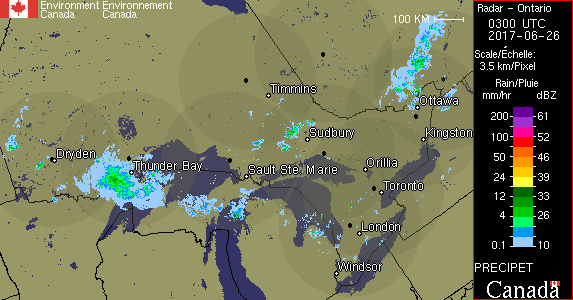 Environment Environnement
Canada Canada
100 KM
Timmins
Ottawa
Sudbury
Kingston
Dryden
Thunder Bay
Sault Ste. Marie
Orillia
Toronto
London
Windsor
Radar - Ontario
0300 UTC
2017-06-26
Scale/Échelle:
3.5 km/Pixel
Rain/Pluie
mm/hr dBZ
200 61
100 56
100 52
50 46
24 39
12 33
4 26
0.1 10
PRECIPET
Canada